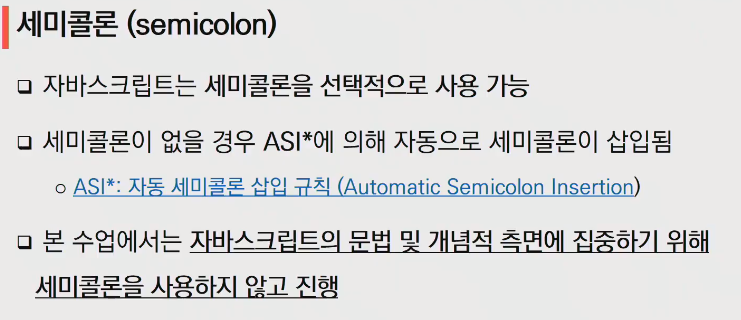 세미콜론 (semicolon)
❑ 자바스크립트는 세미콜론을 선택적으로 사용 가능
❑ 세미콜론이 없을 경우 ASI*에 의해 자동으로 세미콜론이 삽입됨
○ ASI*: 자동 세미콜론 삽입 규칙 (Automatic Semicolon Insertion)
❑ 본 수업에서는 자바스크립트의 문법 및 개념적 측면에 집중하기 위해
세미콜론을 사용하지 않고 진행